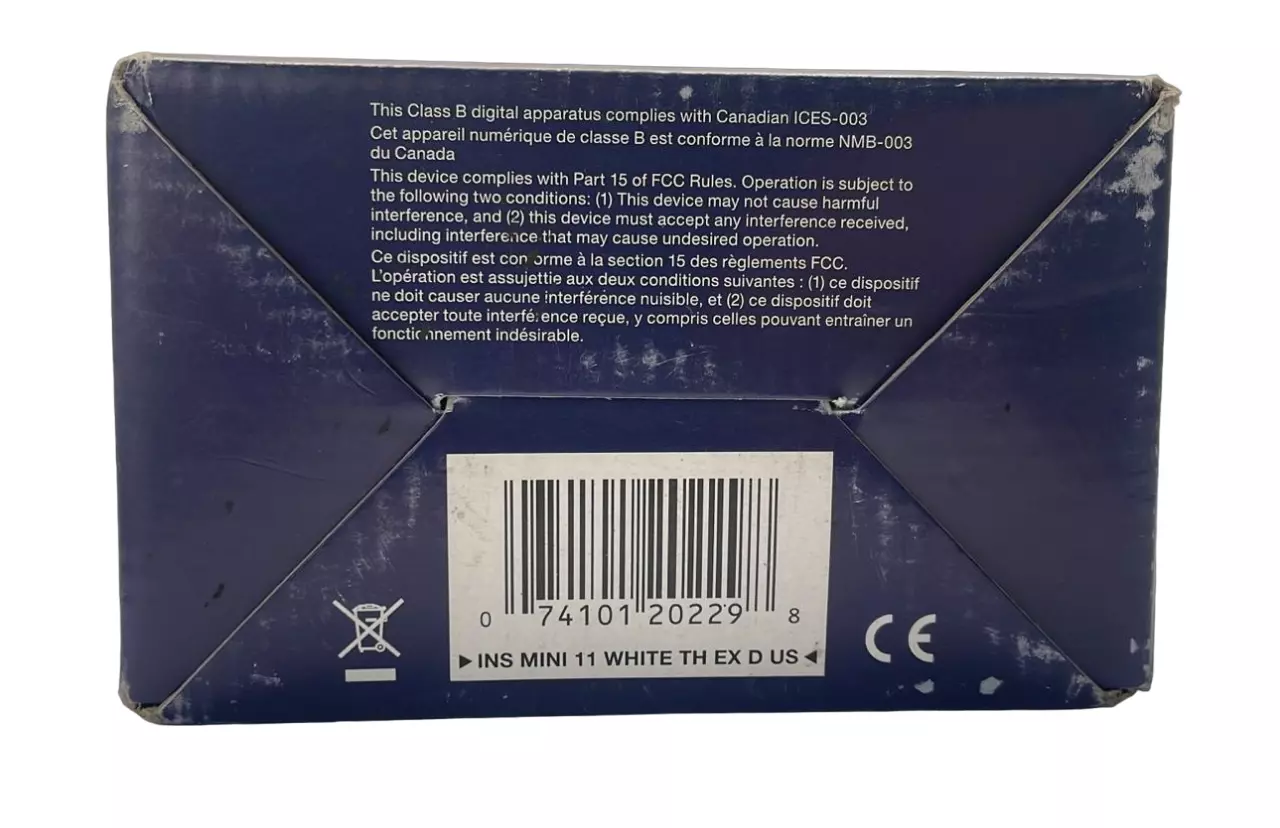 This Class B digital apparatus complies with Canadian ICES-003
Cet appareil numérique de classe B est conforme à la norme NMB-003
du Canada
This device complies with Part 15 of FCC Rules. Operation is subject to
the following two conditions: (1) This device may not cause harmful
interference, and (2) this device must accept any interference received,
including interference that may cause undesired operation.
Ce dispositif est conforme à la section 15 des règlements FCC.
L'opération est assujettie aux deux conditions suivantes : (1) ce dispositif
ne doit causer aucune interférence nuisible, et (2) ce dispositif doit
accepter toute interférence reçue, y compris celles pouvant entraîner un
fonctionnement indésirable.
0 74101 20229 8
▶INS MINI 11 WHITE TH EX D US◀
CE